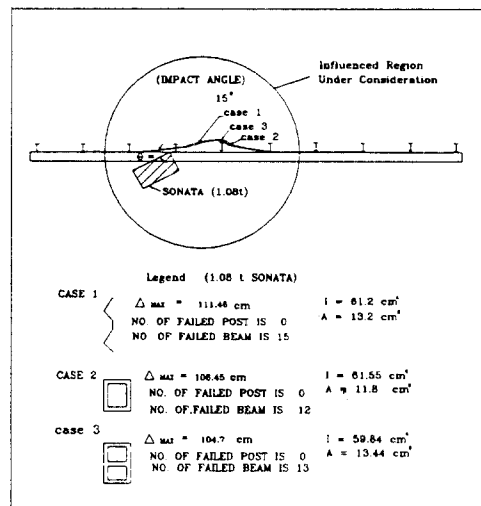 (IMPACT ANGLE)
Influenced Region
Under Consideration
15°
case 1
case 3
case 2
SONATA (1.08t)
Legend (1.08 t SONATA)
CASE 1
△ MAX = 111.46 cm
I = 61.2 cm⁴
NO. OF FAILED POST IS 0
A = 13.2 cm²
NO OF FAILED BEAM IS 15
CASE 2
△ MAX = 106.45 cm
I = 61.55 cm⁴
NO. OF FAILED POST IS 0
A = 11.8 cm²
NO. OF.FAILED BEAM IS 12
case 3
△ MAX = 104.7 cm
I = 59.84 cm⁴
NO. OF FAILED POST IS 0
A = 13.44 cm²
NO. OF FAILED BEAM IS 13